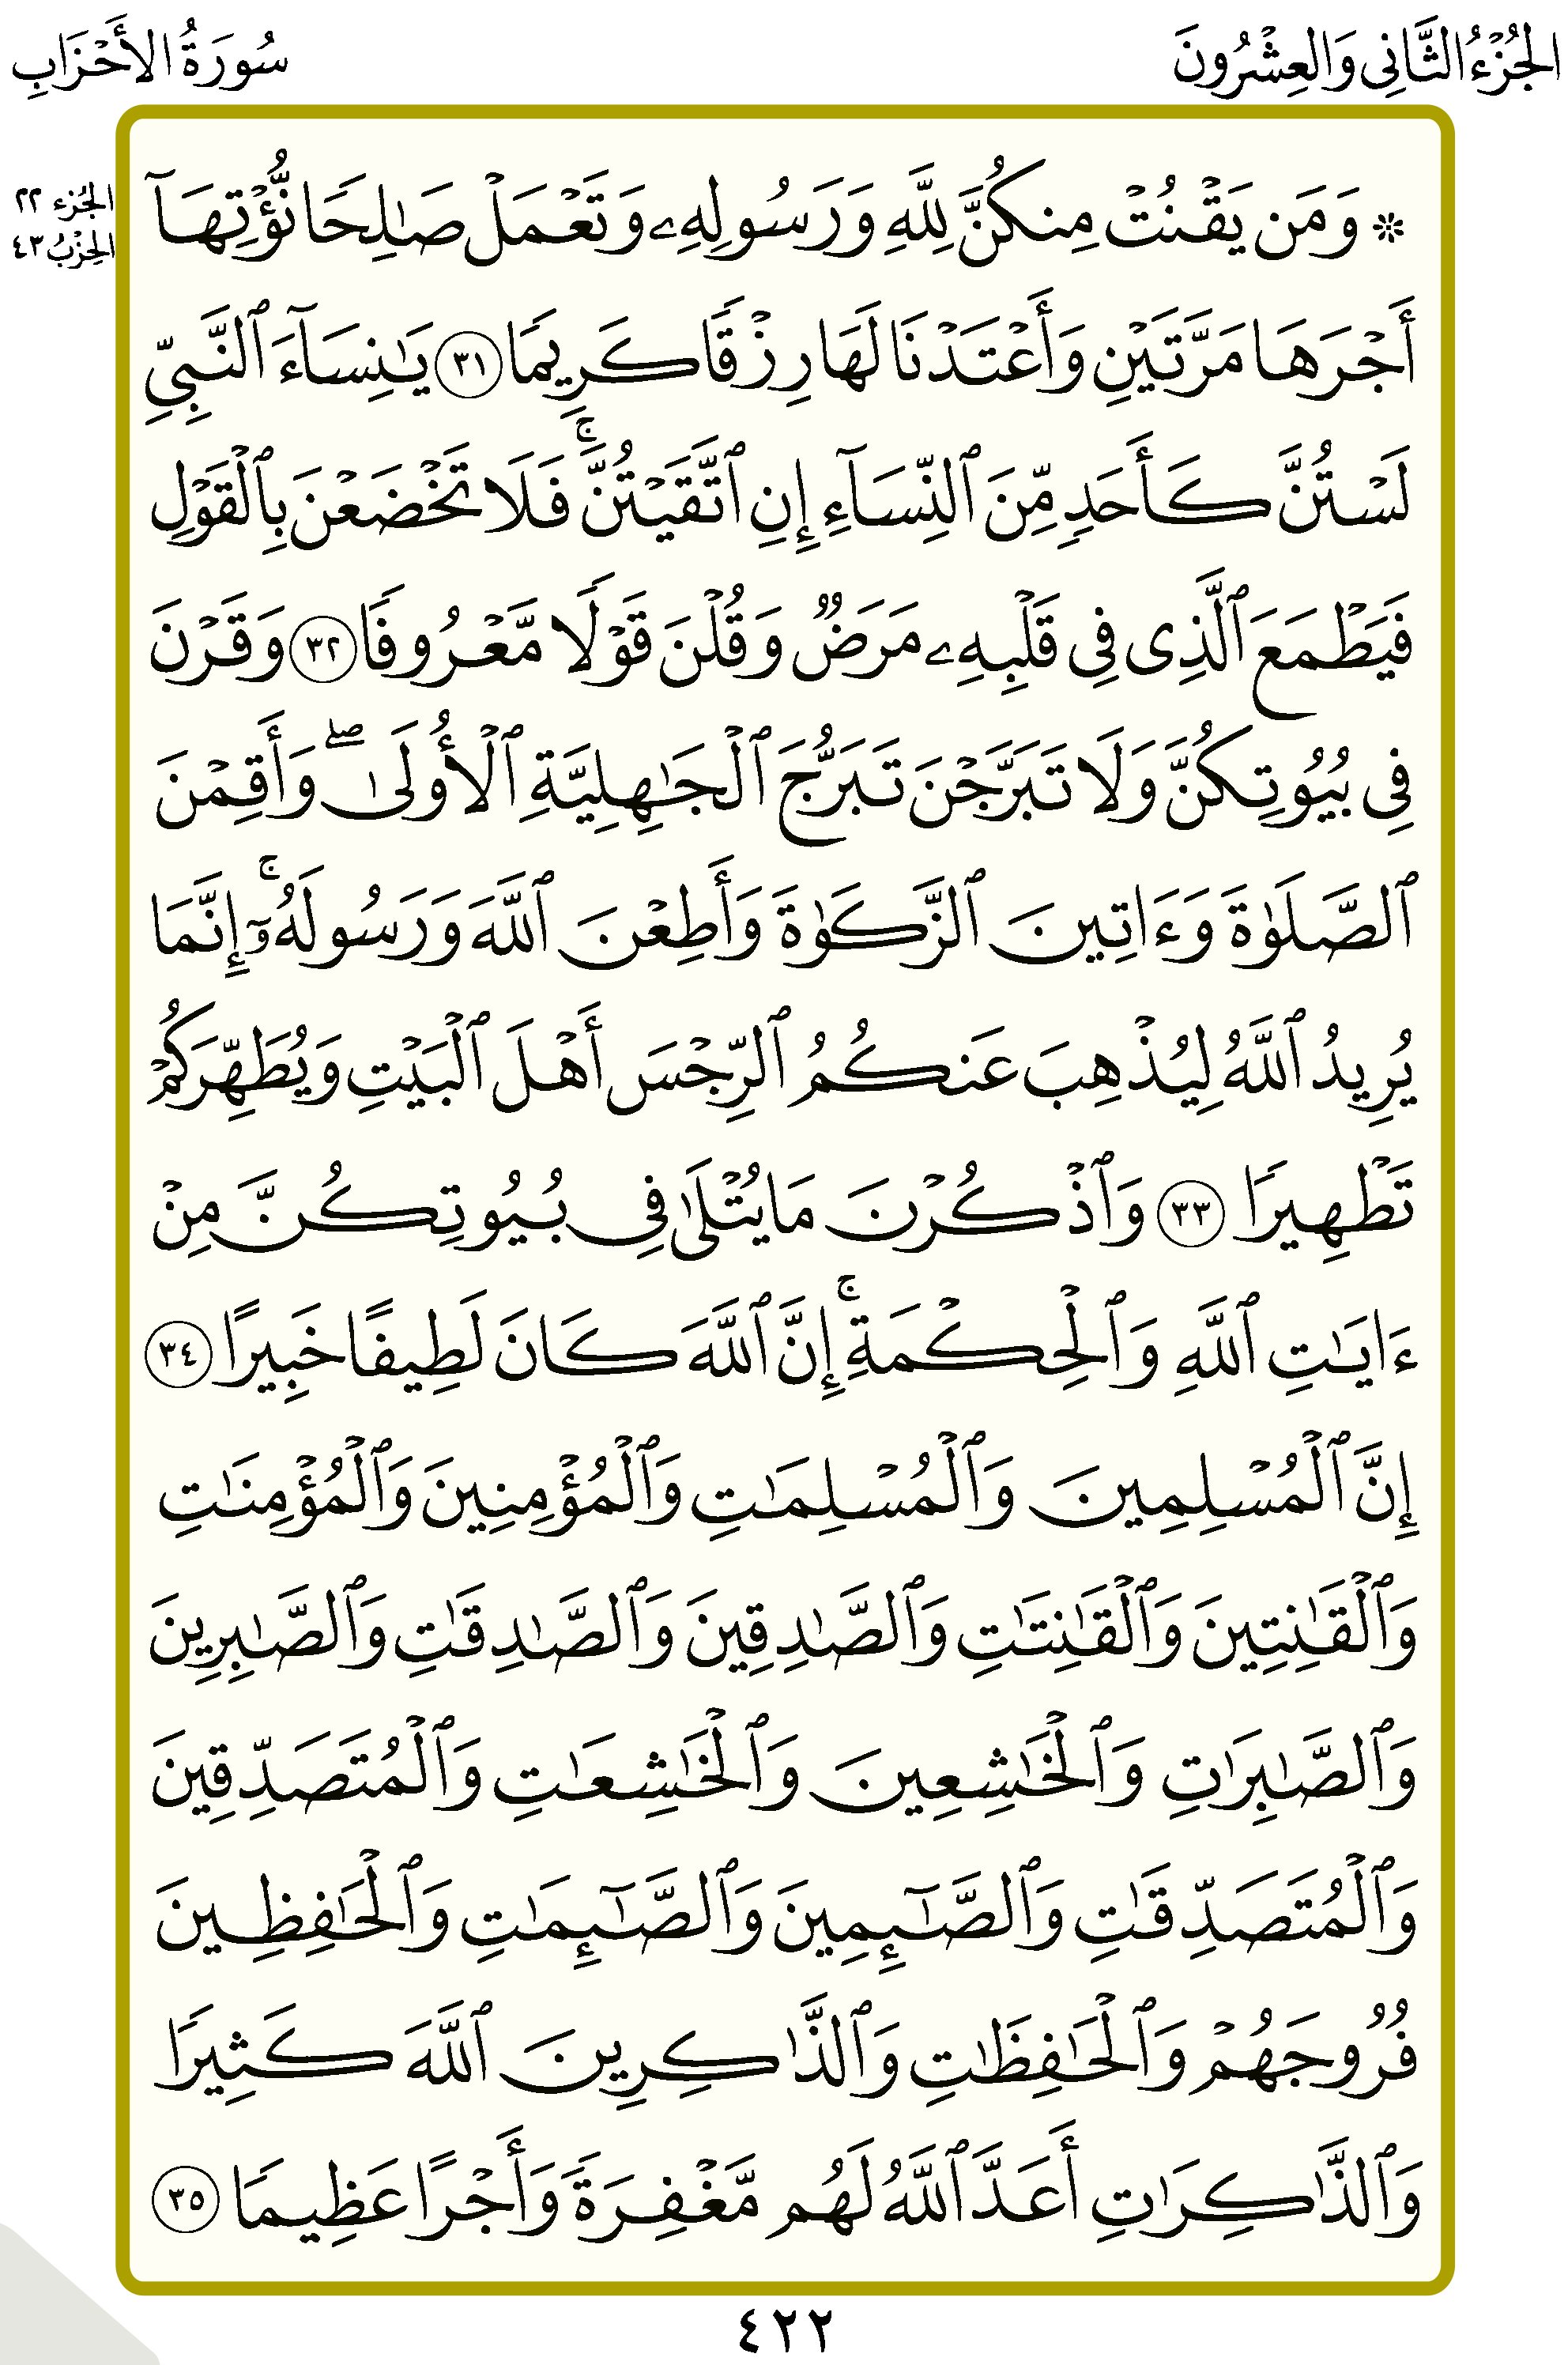 الجُزْءُ الثَّانِي وَالعِشْرُونَ
سُورَةُ الأَحْزَابِ
الجُزء ٢٢
الحِزْبُ ٤٣
۞ وَمَن يَقۡنُتۡ مِنكُنَّ لِلَّهِ وَرَسُولِهِۦ وَتَعۡمَلۡ صَٰلِحٗا نُّؤۡتِهَآ
أَجۡرَهَا مَرَّتَيۡنِ وَأَعۡتَدۡنَا لَهَا رِزۡقٗا كَرِيمٗا ٣١ يَٰنِسَآءَ ٱلنَّبِيِّ
لَسۡتُنَّ كَأَحَدٖ مِّنَ ٱلنِّسَآءِ إِنِ ٱتَّقَيۡتُنَّۚ فَلَا تَخۡضَعۡنَ بِٱلۡقَوۡلِ
فَيَطۡمَعَ ٱلَّذِي فِي قَلۡبِهِۦ مَرَضٞ وَقُلۡنَ قَوۡلٗا مَّعۡرُوفٗا ٣٢ وَقَرۡنَ
فِي بُيُوتِكُنَّ وَلَا تَبَرَّجۡنَ تَبَرُّجَ ٱلۡجَٰهِلِيَّةِ ٱلۡأُولَىٰۖ وَأَقِمۡنَ
ٱلصَّلَوٰةَ وَءَاتِينَ ٱلزَّكَوٰةَ وَأَطِعۡنَ ٱللَّهَ وَرَسُولَهُۥٓۚ إِنَّمَا
يُرِيدُ ٱللَّهُ لِيُذۡهِبَ عَنكُمُ ٱلرِّجۡسَ أَهۡلَ ٱلۡبَيۡتِ وَيُطَهِّرَكُمۡ
تَطۡهِيرٗا ٣٣ وَٱذۡكُرۡنَ مَا يُتۡلَىٰ فِي بُيُوتِكُنَّ مِنۡ
ءَايَٰتِ ٱللَّهِ وَٱلۡحِكۡمَةِۚ إِنَّ ٱللَّهَ كَانَ لَطِيفًا خَبِيرًا ٣٤
إِنَّ ٱلۡمُسۡلِمِينَ وَٱلۡمُسۡلِمَٰتِ وَٱلۡمُؤۡمِنِينَ وَٱلۡمُؤۡمِنَٰتِ
وَٱلۡقَٰنِتِينَ وَٱلۡقَٰنِتَٰتِ وَٱلصَّٰدِقِينَ وَٱلصَّٰدِقَٰتِ وَٱلصَّٰبِرِينَ
وَٱلصَّٰبِرَٰتِ وَٱلۡخَٰشِعِينَ وَٱلۡخَٰشِعَٰتِ وَٱلۡمُتَصَدِّقِينَ
وَٱلۡمُتَصَدِّقَٰتِ وَٱلصَّٰٓئِمِينَ وَٱلصَّٰٓئِمَٰتِ وَٱلۡحَٰفِظِينَ
فُرُوجَهُمۡ وَٱلۡحَٰفِظَٰتِ وَٱلذَّٰكِرِينَ ٱللَّهَ كَثِيرٗا
وَٱلذَّٰكِرَٰتِ أَعَدَّ ٱللَّهُ لَهُم مَّغۡفِرَةٗ وَأَجۡرًا عَظِيمٗا ٣٥
٤٢٢